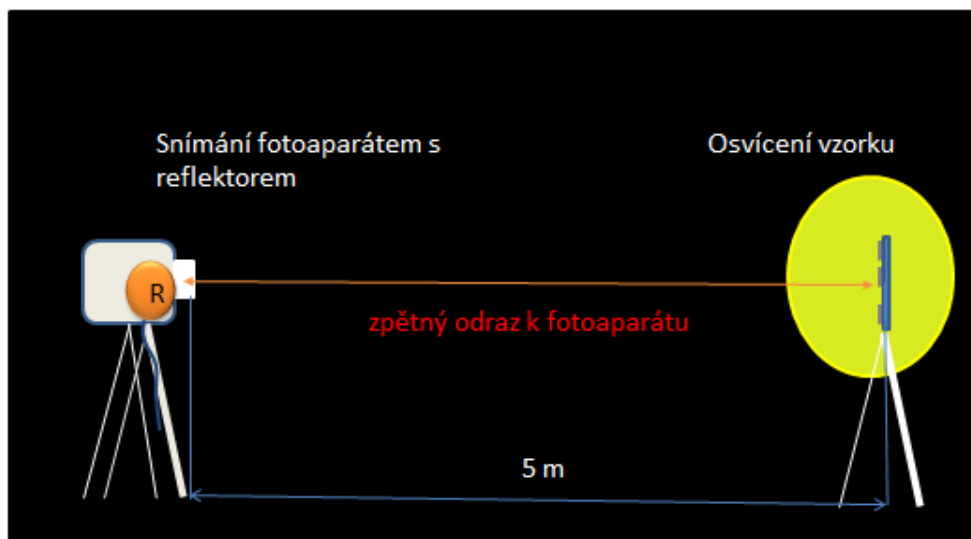 Snímání fotoaparátem s
reflektorem
Osvícení vzorku
R
zpětný odraz k fotoaparátu
5 m